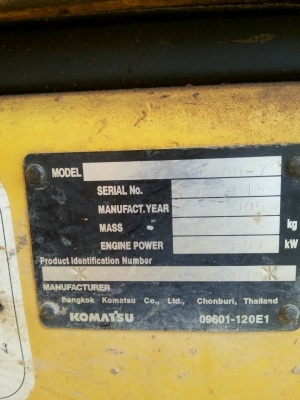 MODEL
SERIAL No.
MANUFACT.YEAR
MASS kg
ENGINE POWER 107 kW
Product Identification Number
MANUFACTURER
Bangkok Komatsu Co., Ltd., Chonburi, Thailand
KOMATSU 09601-120E1